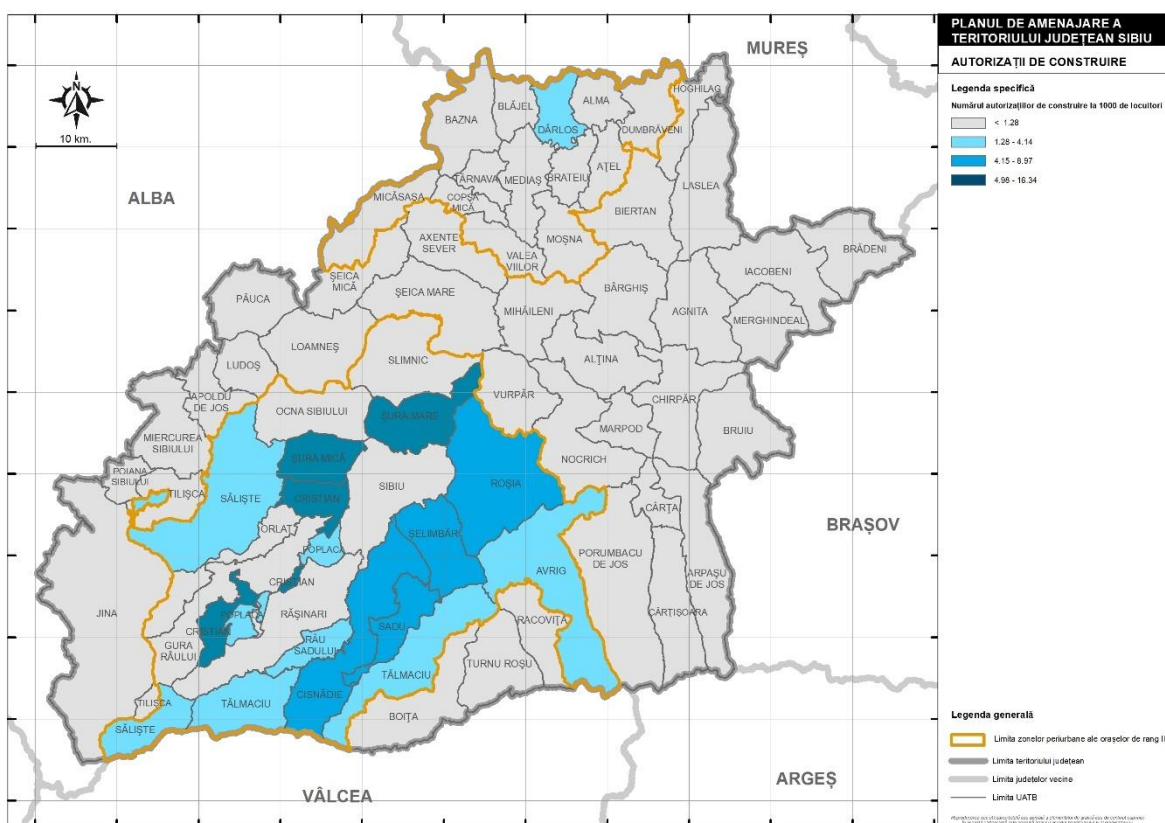 PLANUL DE AMENAJARE A
TERITORIULUI JUDEȚEAN SIBIU
AUTORIZAȚII DE CONSTRUIRE
Legenda specifică
Numărul autorizațiilor de construire la 1000 de locuitori
< 1.28
1.28 - 4.14
4.15 - 8.97
4.98 - 16.34
N
10 km.
MUREȘ
ALBA
BRAȘOV
ARGEȘ
VÂLCEA
HOGHILAG
BAZNA
BLĂJEL
ALMA
DÂRLOS
DUMBRĂVENI
AȚEL
TÂRNAVA
MEDIAȘ
BRATEIU
LASLEA
MICĂSASA
COPȘA
MICĂ
BIERTAN
AXENTE
SEVER
MOȘNA
VALEA
VIILOR
BRĂDENI
IACOBENI
ȘEICA
MICĂ
PĂUCA
ȘEICA MARE
BÂRGHIȘ
MIHĂILENI
AGNITA
MERGHINDEAL
LOAMNEȘ
SLIMNIC
ALȚINA
LUDOȘ
VURPĂR
APOLDU
DE JOS
OCNA SIBIULUI
ȘURA MARE
CHIRPĂR
MARPOD
BRUIU
MIERCUREA
SIBIULUI
ȘURA MICĂ
NOCRICH
POIANA
SIBIULUI
TILIȘCA
SĂLIȘTE
CRISTIAN
SIBIU
ROȘIA
CÂRȚA
ORLAT
POPLACA
ȘELIMBĂR
PORUMBACU
DE JOS
AVRIG
ARPAȘU
DE JOS
JINA
CRISTIAN
POPLACA
CRISTIAN
RĂȘINARI
SADU
RACOVIȚA
CÂRȚIȘOARA
GURA
RÂULUI
RÂU
SADULUI
TURNU ROȘU
TĂLMACIU
TILIȘCA
TĂLMACIU
CISNĂDIE
SĂLIȘTE
BOIȚA
Legenda generală
Limita zonelor periurbane ale orașelor de rang II
Limita teritoriului județean
Limita județelor vecine
Limita UATB